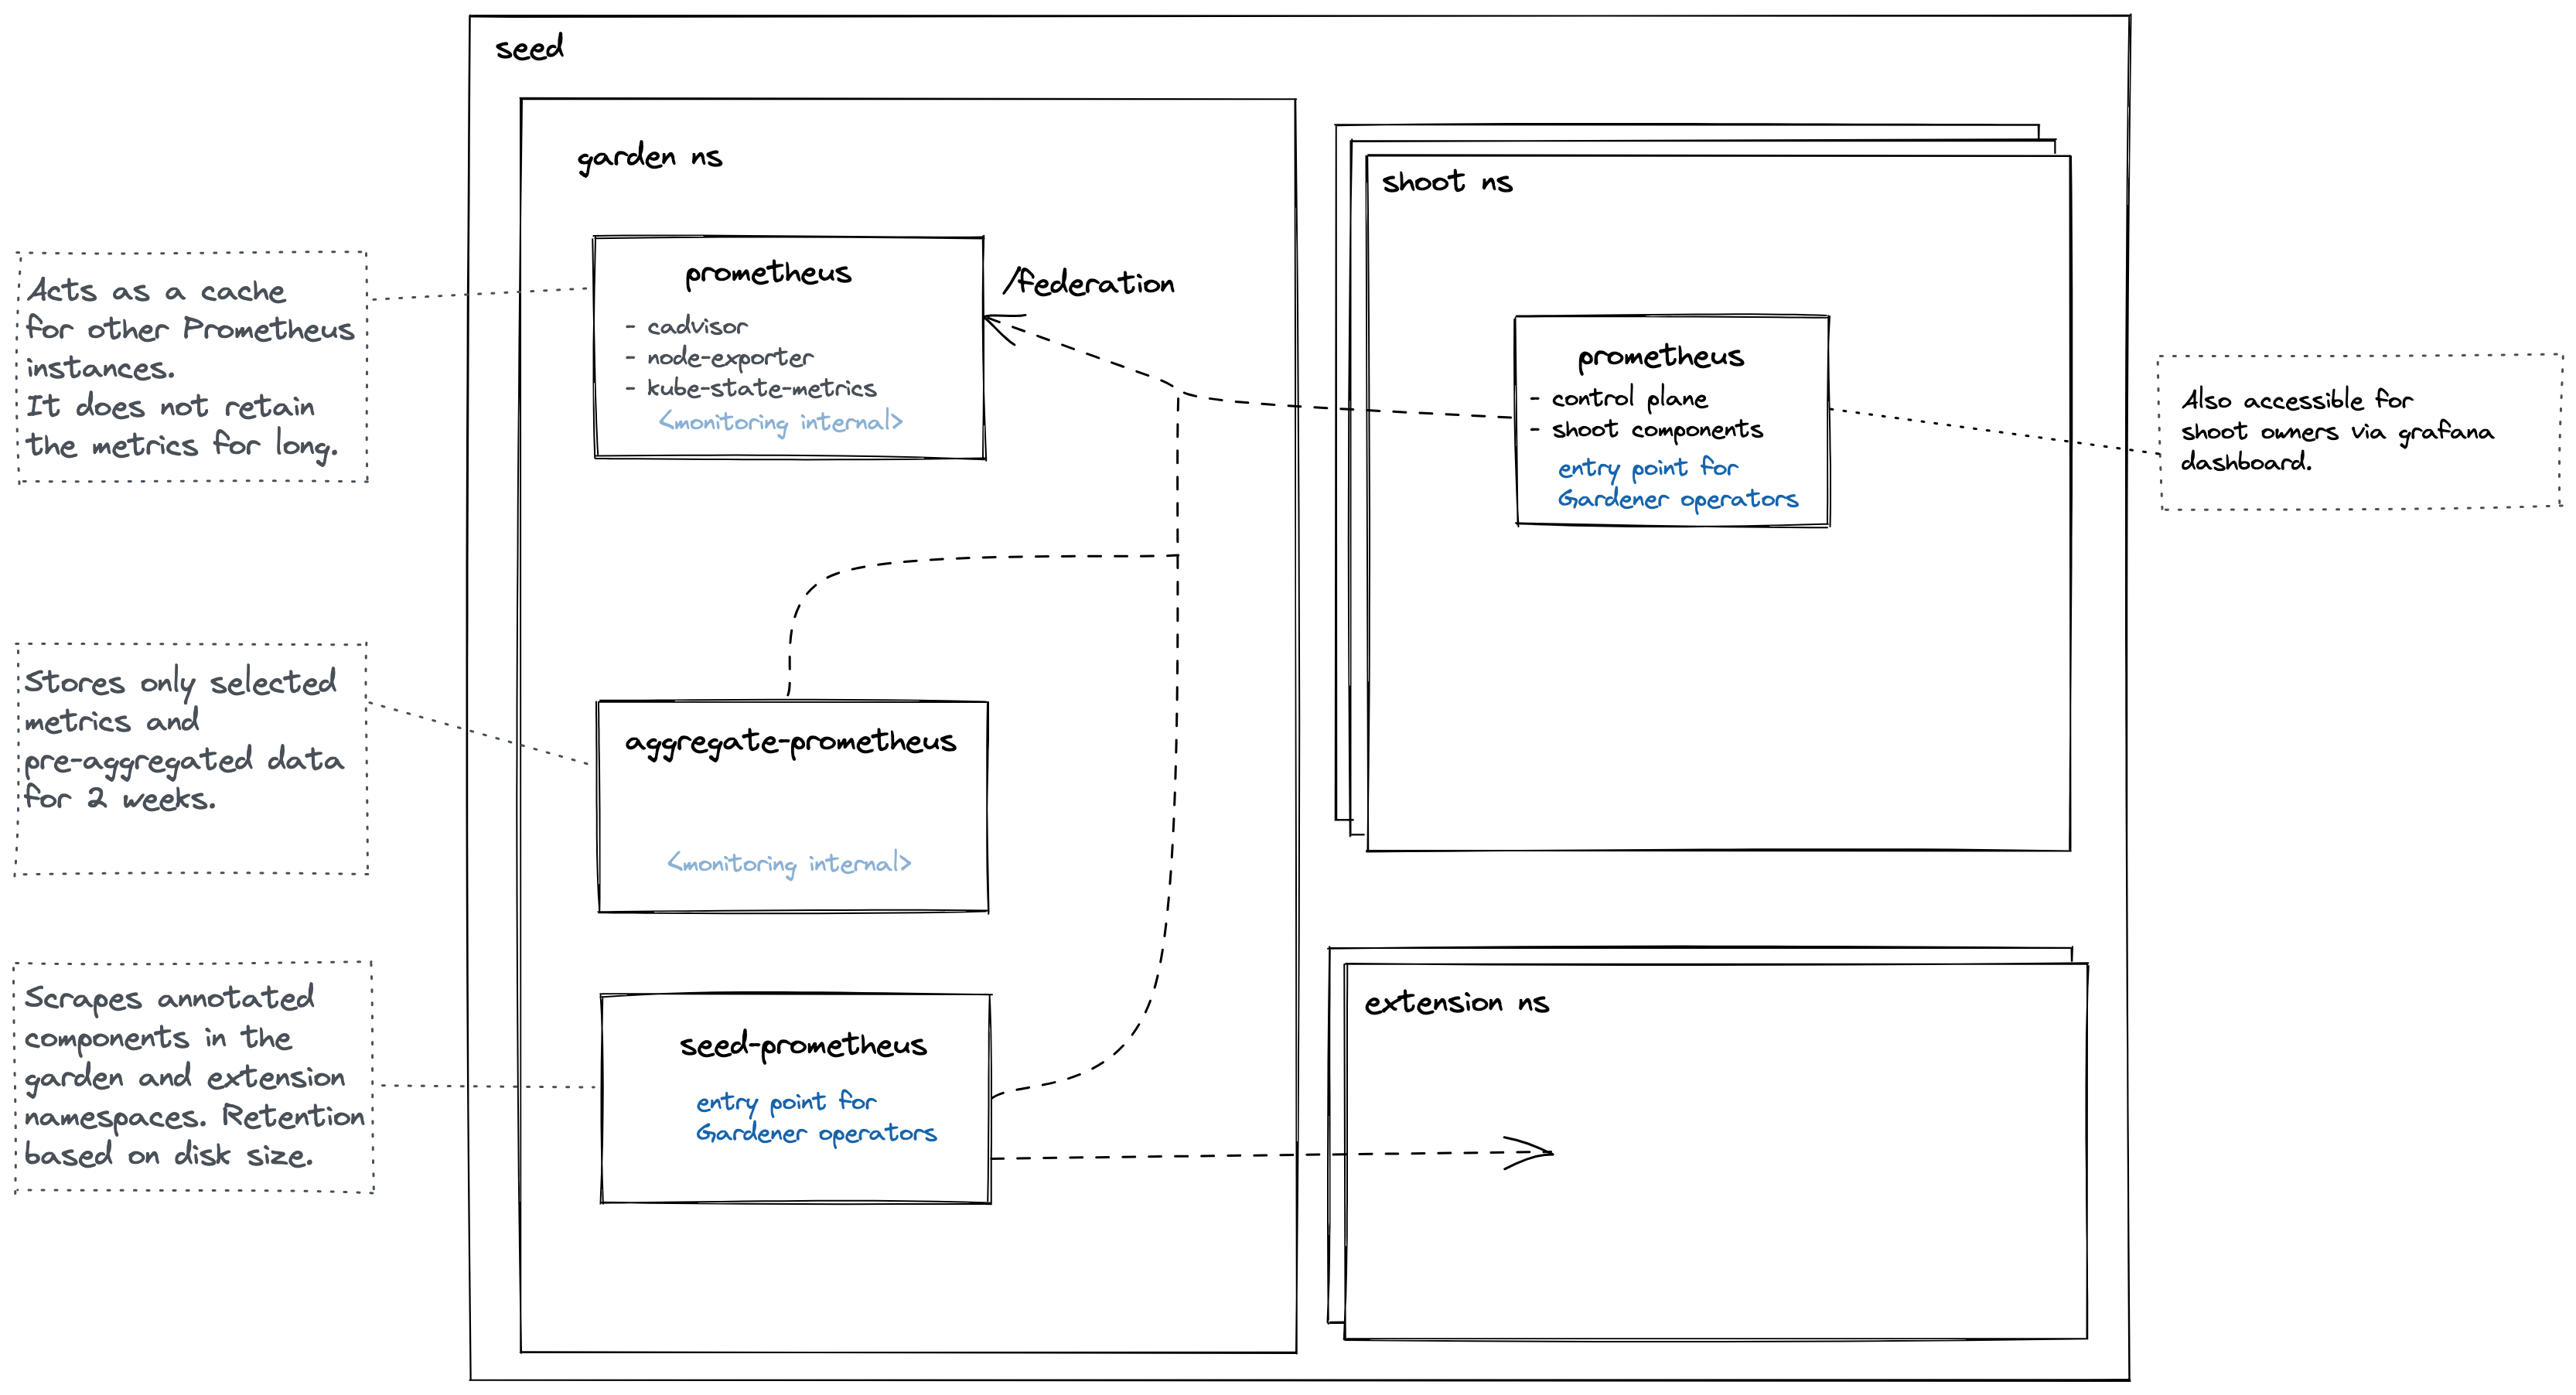 seed
garden ns
prometheus
- cadvisor
- node-exporter
- kube-state-metrics
<monitoring internal>
/federation
Acts as a cache
for other Prometheus
instances.
It does not retain
the metrics for long.
shoot ns
prometheus
- control plane
- shoot components
entry point for
Gardener operators
Also accessible for
shoot owners via grafana
dashboard.
Stores only selected
metrics and
pre-aggregated data
for 2 weeks.
aggregate-prometheus
<monitoring internal>
Scrapes annotated
components in the
garden and extension
namespaces. Retention
based on disk size.
seed-prometheus
entry point for
Gardener operators
extension ns